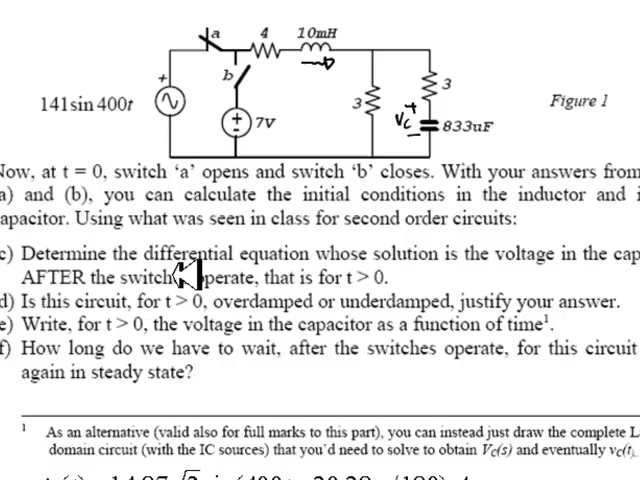 a
4
10mH
b
+
141sin 400t
7V
3
3
+
Vc
833uF
Figure 1
Now, at t = 0, switch ‘a’ opens and switch ‘b’ closes. With your answers from
a) and (b), you can calculate the initial conditions in the inductor and i
apacitor. Using what was seen in class for second order circuits:
c) Determine the differential equation whose solution is the voltage in the cap
AFTER the switch operate, that is for t > 0.
d) Is this circuit, for t > 0, overdamped or underdamped, justify your answer.
e) Write, for t > 0, the voltage in the capacitor as a function of time¹.
f) How long do we have to wait, after the switches operate, for this circuit
again in steady state?
¹ As an alternative (valid also for full marks to this part), you can instead just draw the complete L
domain circuit (with the IC sources) that you'd need to solve to obtain Vc(s) and eventually vc(t).